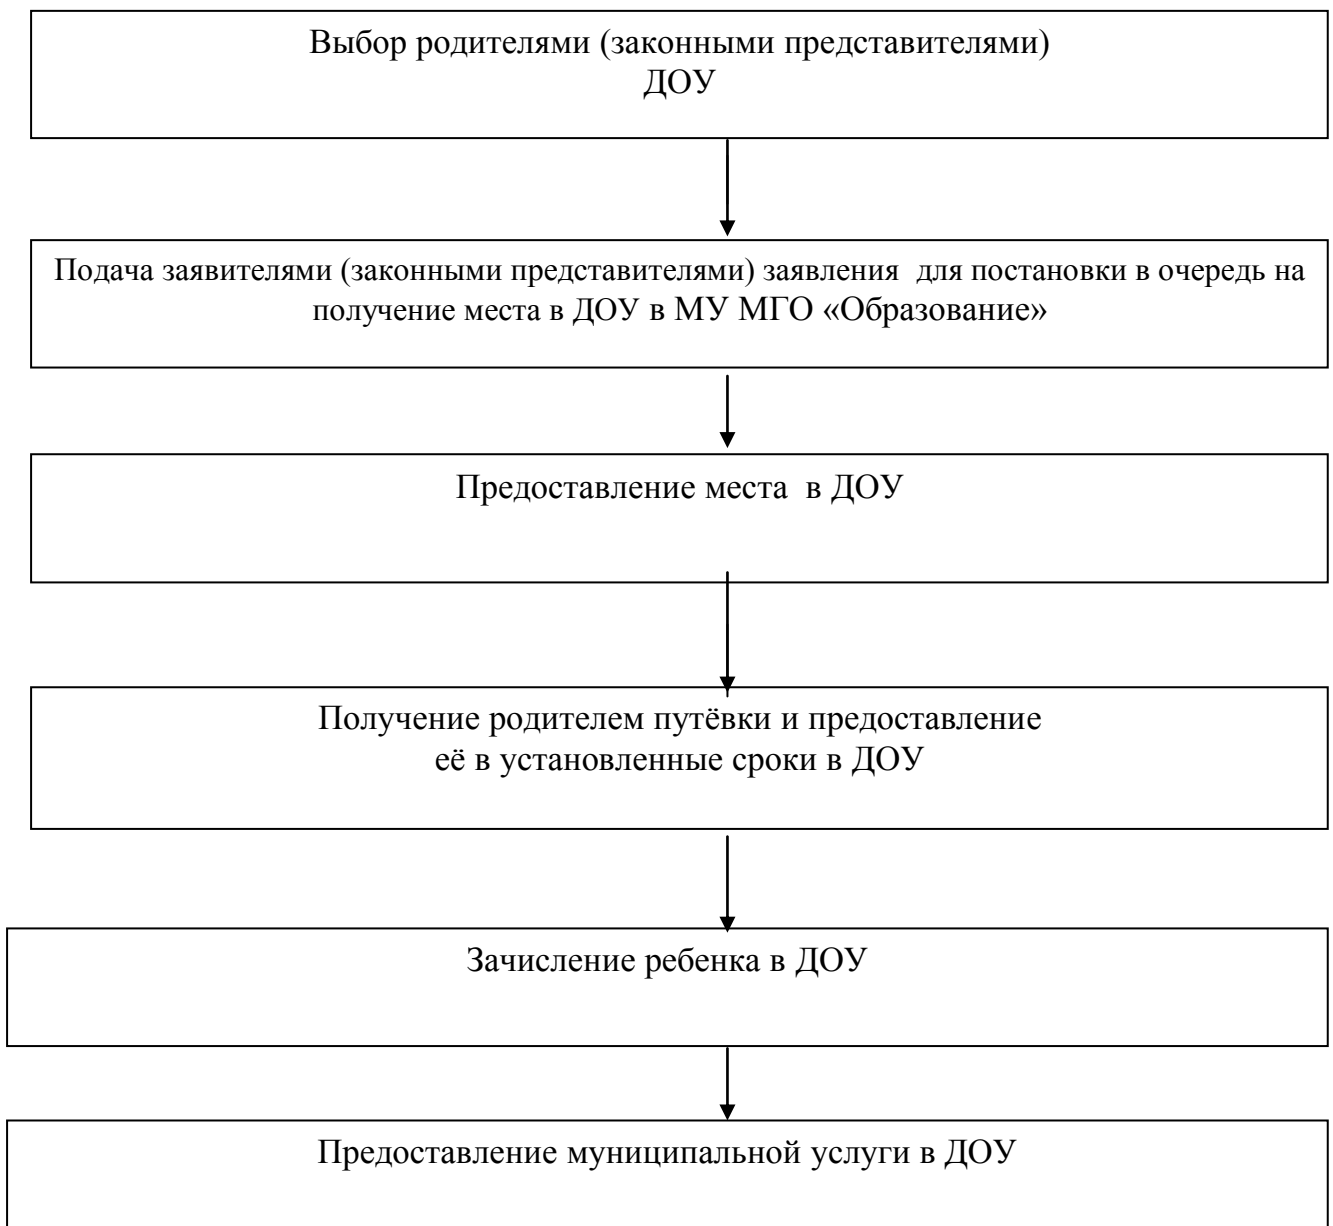 Выбор родителями (законными представителями)
ДОУ
Подача заявителями (законными представителями) заявления  для постановки в очередь на
получение места в ДОУ в МУ МГО «Образование»
Предоставление места  в ДОУ
Получение родителем путёвки и предоставление
её в установленные сроки в ДОУ
Зачисление ребенка в ДОУ
Предоставление муниципальной услуги в ДОУ